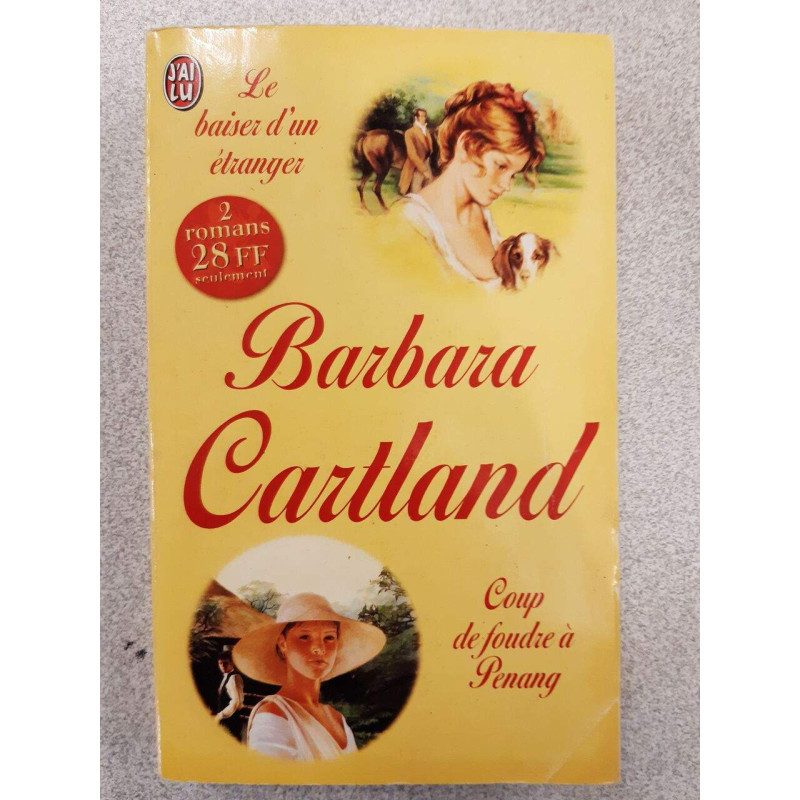 J'AI
LU
Le
baiser d'un
étranger
2
romans
28 FF
seulement
Barbara
Cartland
Coup
de foudre à
Penang